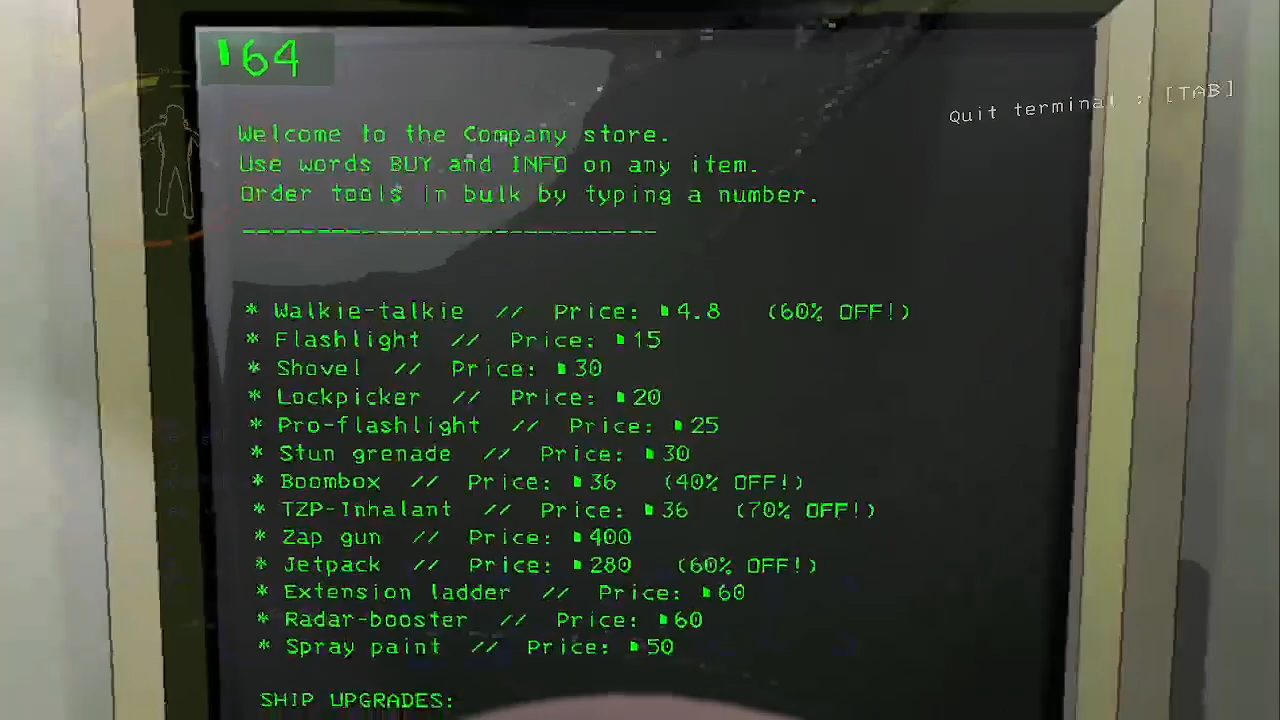 ▮64
Quit terminal : [TAB]
Welcome to the Company store.
Use words BUY and INFO on any item.
Order tools in bulk by typing a number.
____________________________
* Walkie-talkie // Price: ▮4.8 (60% OFF!)
* Flashlight // Price: ▮15
* Shovel // Price: ▮30
* Lockpicker // Price: ▮20
* Pro-flashlight // Price: ▮25
* Stun grenade // Price: ▮30
* Boombox // Price: ▮36 (40% OFF!)
* TZP-Inhalant // Price: ▮36 (70% OFF!)
* Zap gun // Price: ▮400
* Jetpack // Price: ▮280 (60% OFF!)
* Extension ladder // Price: ▮60
* Radar-booster // Price: ▮60
* Spray paint // Price: ▮50
SHIP UPGRADES: